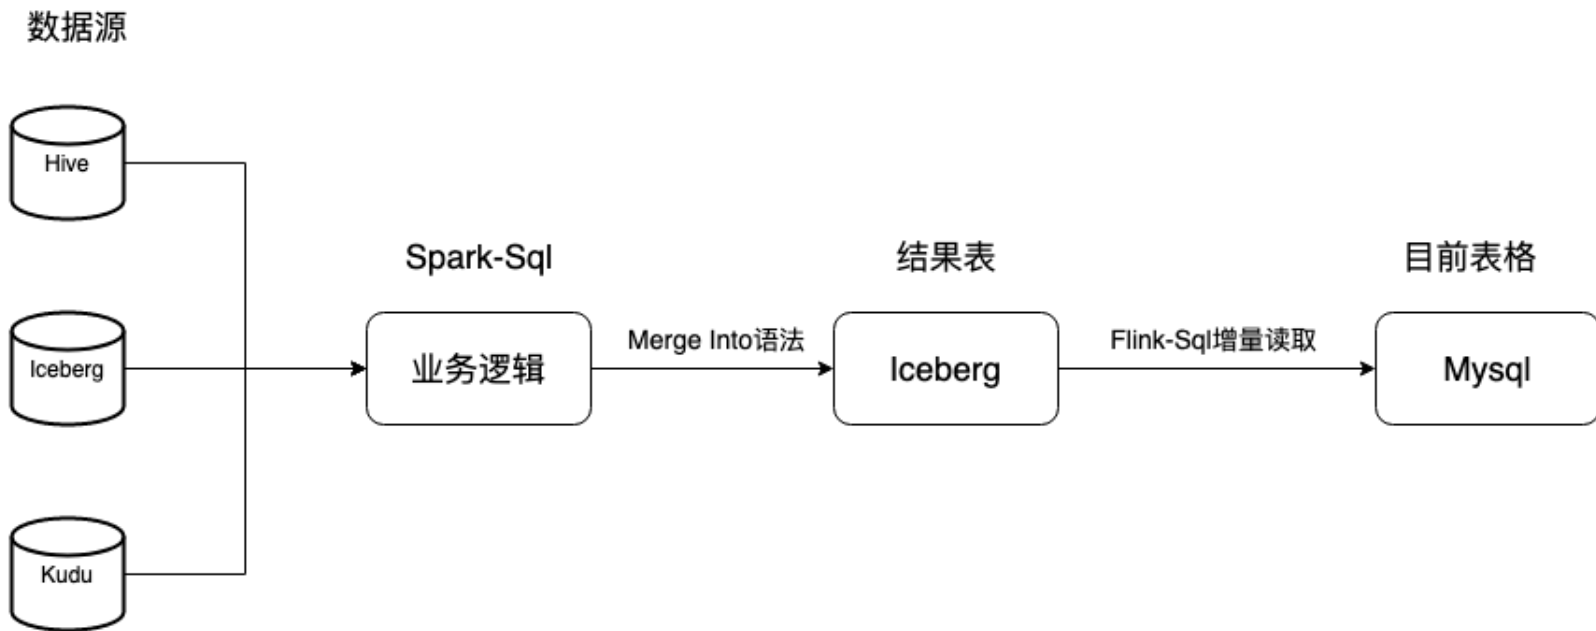 数据源
Hive
Iceberg
Kudu
Spark-Sql
业务逻辑
Merge Into语法
结果表
Iceberg
Flink-Sql增量读取
目前表格
Mysql